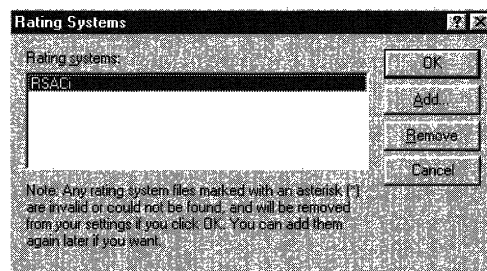 Rating Systems
Rating systems:
RSACi
OK
Add...
Remove
Cancel
Note: Any rating system files marked with an asterisk (*)
are invalid or could not be found, and will be removed
from your settings if you click OK. You can add them
again later if you want.